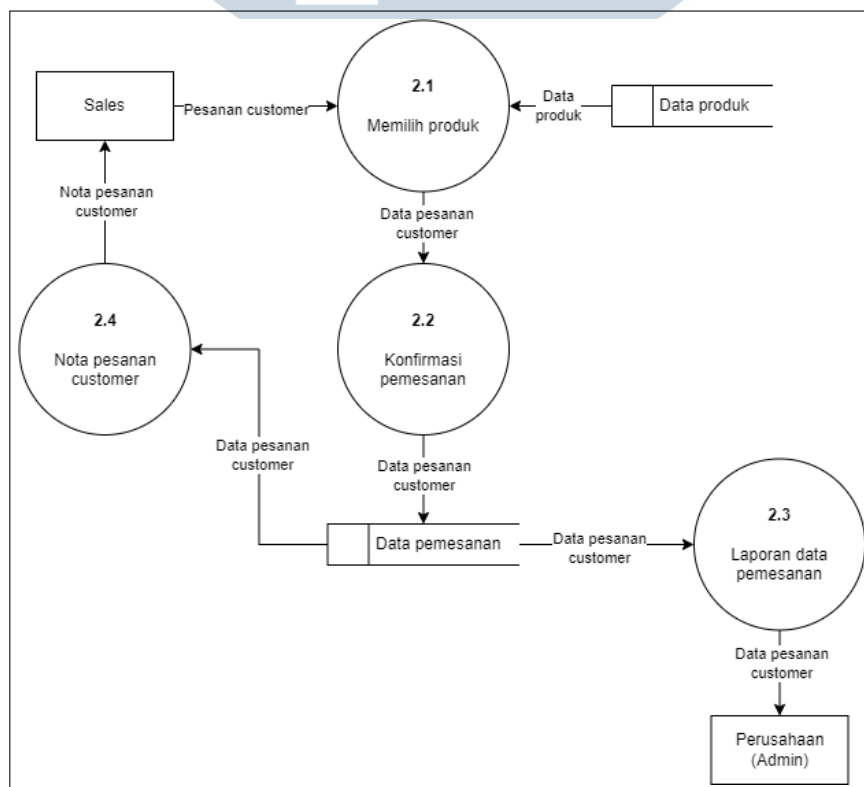 Sales
Pesanan customer
2.1
Memilih produk
Data
produk
Data produk
Nota pesanan
customer
Data pesanan
customer
2.4
Nota pesanan
customer
2.2
Konfirmasi
pemesanan
Data pesanan
customer
Data pesanan
customer
Data pemesanan
Data pesanan
customer
2.3
Laporan data
pemesanan
Data pesanan
customer
Perusahaan
(Admin)